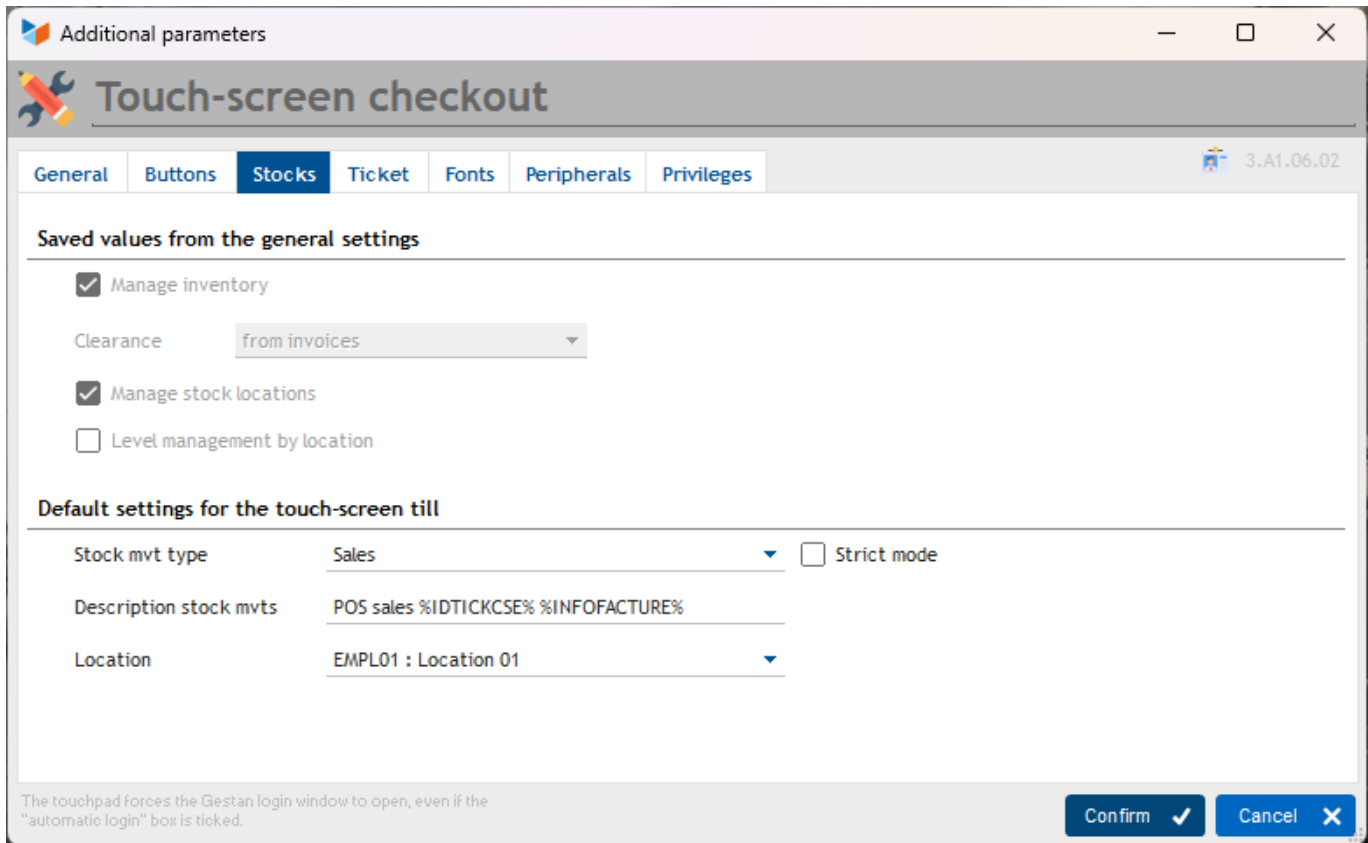 Additional parameters
Touch-screen checkout
General Buttons Stocks Ticket Fonts Peripherals Privileges 3.A1.06.02
Saved values from the general settings
Manage inventory
Clearance from invoices
Manage stock locations
Level management by location
Default settings for the touch-screen till
Stock mvt type Sales Strict mode
Description stock mvts POS sales %IDTICKCSE% %INFOFACTURE%
Location EMPL01 : Location 01
The touchpad forces the Gestan login window to open, even if the
"automatic login" box is ticked.
Confirm Cancel